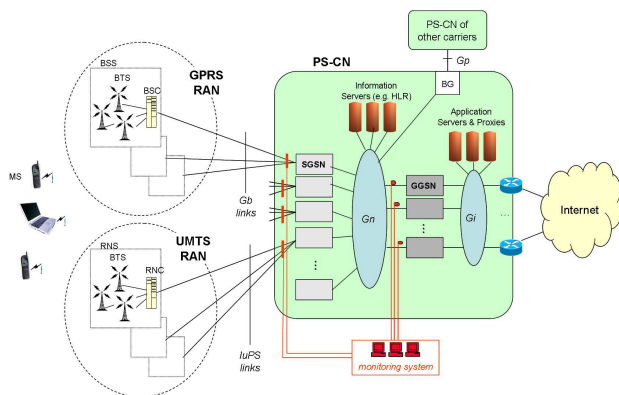 PS-CN of
other carriers
Gp
BSS
GPRS
RAN
PS-CN
BG
BTS
BSC
Information
Servers (e.g. HLR)
Application
Servers & Proxies
MS
SGSN
GGSN
Gb
links
Gn
Gi
....
Internet
RNS
UMTS
RAN
BTS
RNC
...
...
IuPS
links
monitoring system